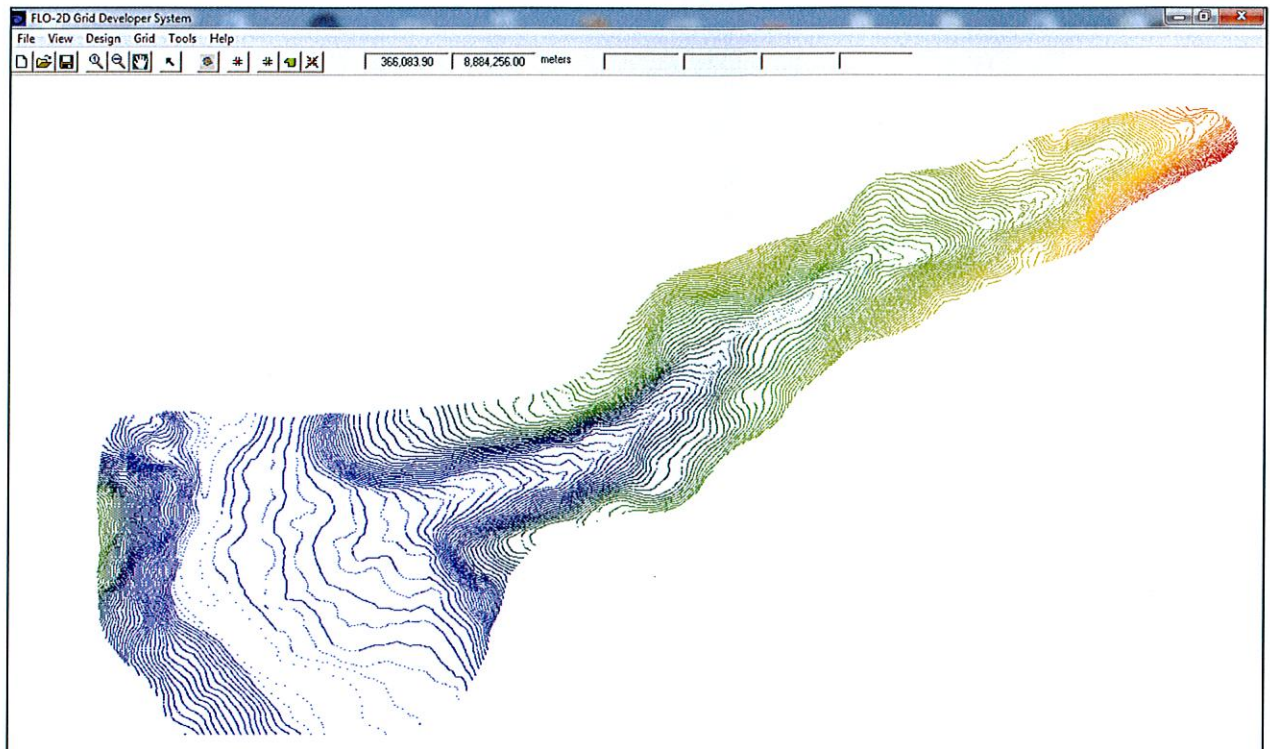 FLO-2D Grid Developer System
File View Design Grid Tools Help
366,083.90 8,884,256.00 meters